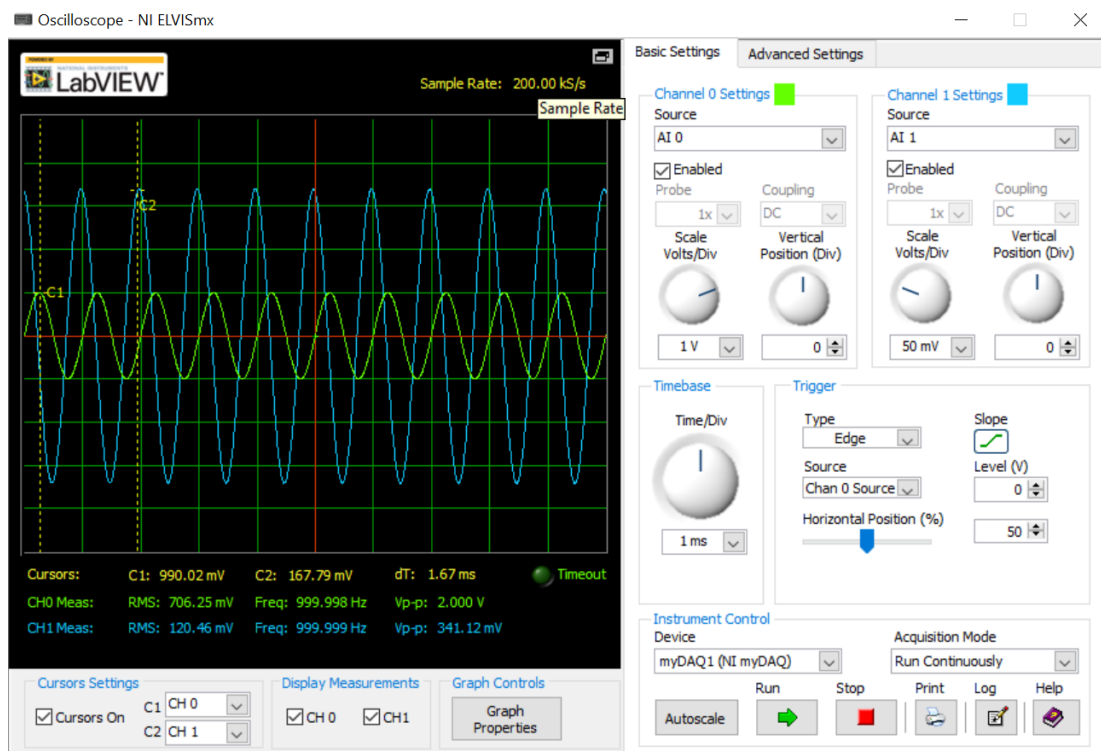 Oscilloscope - NI ELVISmx
POWERED BY
NATIONAL INSTRUMENTS
LabVIEW
Sample Rate: 200.00 kS/s
Sample Rate
C2
C1
Cursors: C1: 990.02 mV C2: 167.79 mV dT: 1.67 ms Timeout
CH0 Meas: RMS: 706.25 mV Freq: 999.998 Hz Vp-p: 2.000 V
CH1 Meas: RMS: 120.46 mV Freq: 999.999 Hz Vp-p: 341.12 mV
Cursors Settings
Cursors On
C1 CH 0
C2 CH 1
Display Measurements
CH 0 CH1
Graph Controls
Graph
Properties
Basic Settings Advanced Settings
Channel 0 Settings
Source
AI 0
Enabled
Probe Coupling
1x DC
Scale Vertical
Volts/Div Position (Div)
1 V 0
Channel 1 Settings
Source
AI 1
Enabled
Probe Coupling
1x DC
Scale Vertical
Volts/Div Position (Div)
50 mV 0
Timebase
Time/Div
1 ms
Trigger
Type Slope
Edge
Source Level (V)
Chan 0 Source 0
Horizontal Position (%)
50
Instrument Control
Device Acquisition Mode
myDAQ1 (NI myDAQ) Run Continuously
Run Stop Print Log Help
Autoscale